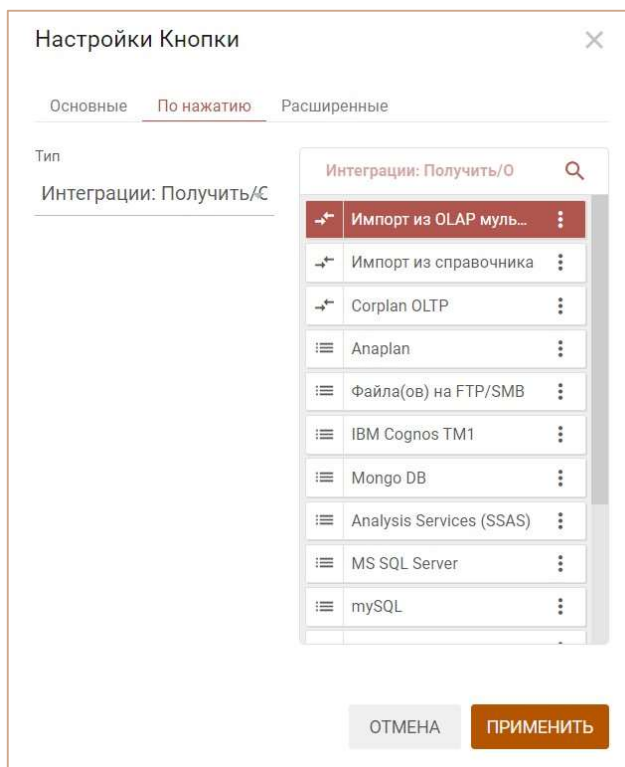 Настройки Кнопки
Основные По нажатию Расширенные
Тип
Интеграции: Получить/О
Интеграции: Получить/О
Импорт из OLAP муль...
Импорт из справочника
Corplan OLTP
Anaplan
Файла(ов) на FTP/SMB
IBM Cognos TM1
Mongo DB
Analysis Services (SSAS)
MS SQL Server
mySQL
ОТМЕНА ПРИМЕНИТЬ